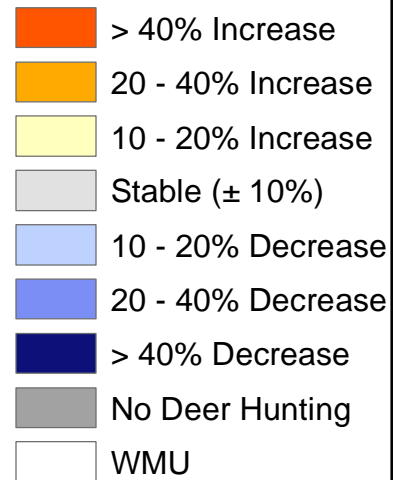 > 40% Increase
20 - 40% Increase
10 - 20% Increase
Stable (± 10%)
10 - 20% Decrease
20 - 40% Decrease
> 40% Decrease
No Deer Hunting
WMU